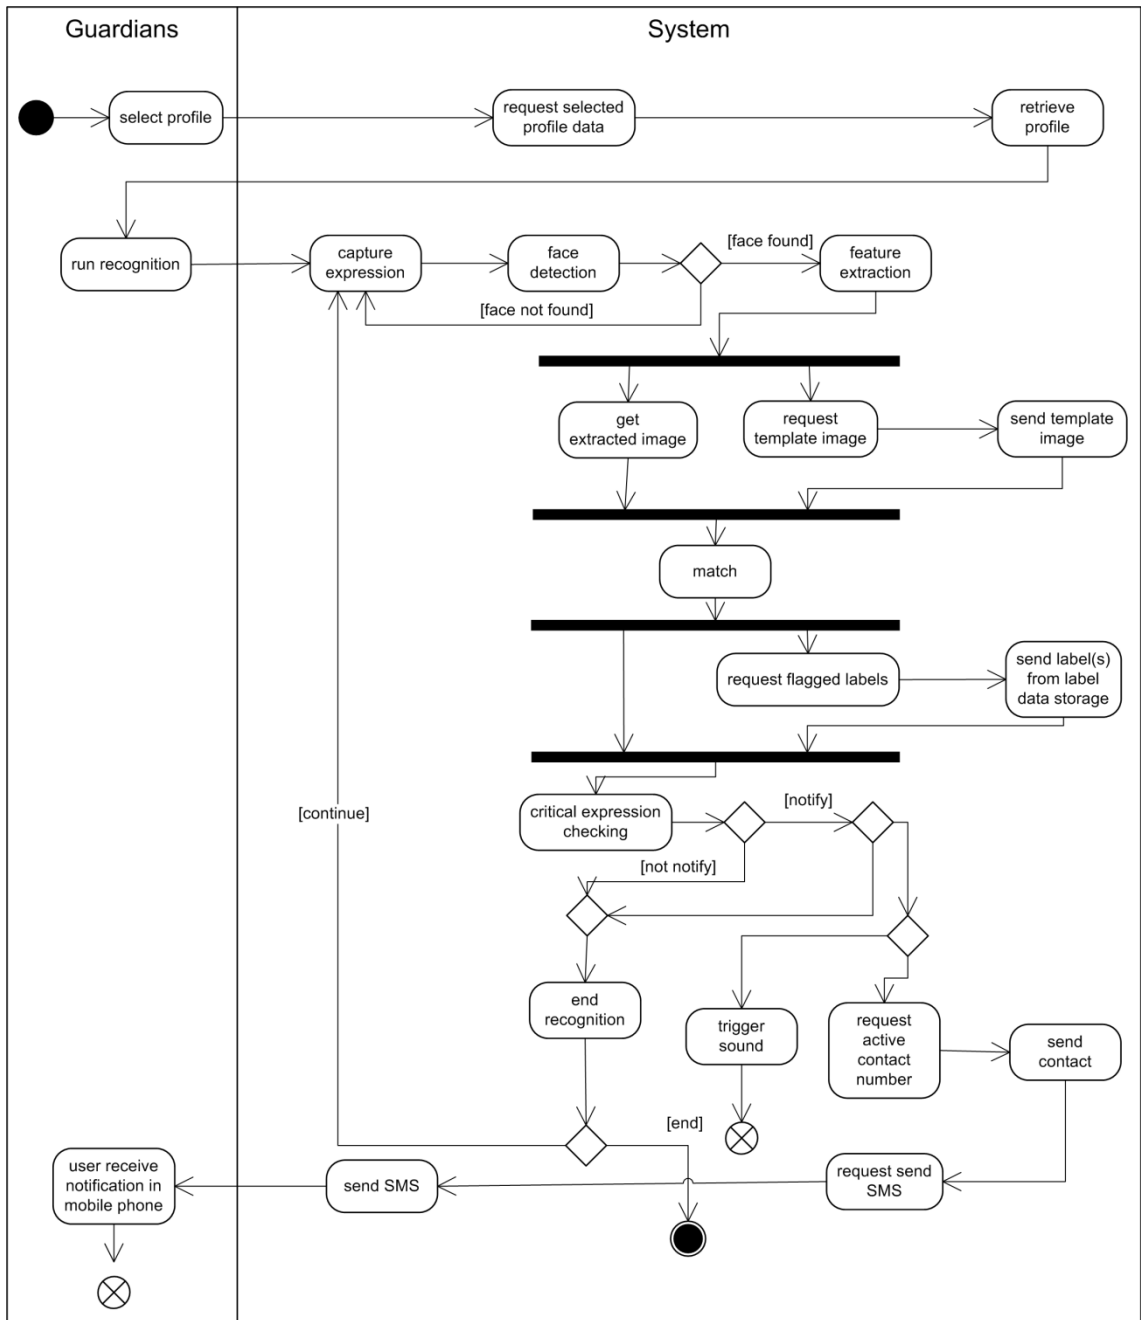 Guardians
System
select profile
request selected
profile data
retrieve
profile
run recognition
capture
expression
face
detection
[face found]
feature
extraction
[face not found]
get
extracted image
request
template image
send template
image
match
request flagged labels
send label(s)
from label
data storage
[continue]
critical expression
checking
[notify]
[not notify]
end
recognition
trigger
sound
request
active
contact
number
send
contact
[end]
user receive
notification in
mobile phone
send SMS
request send
SMS